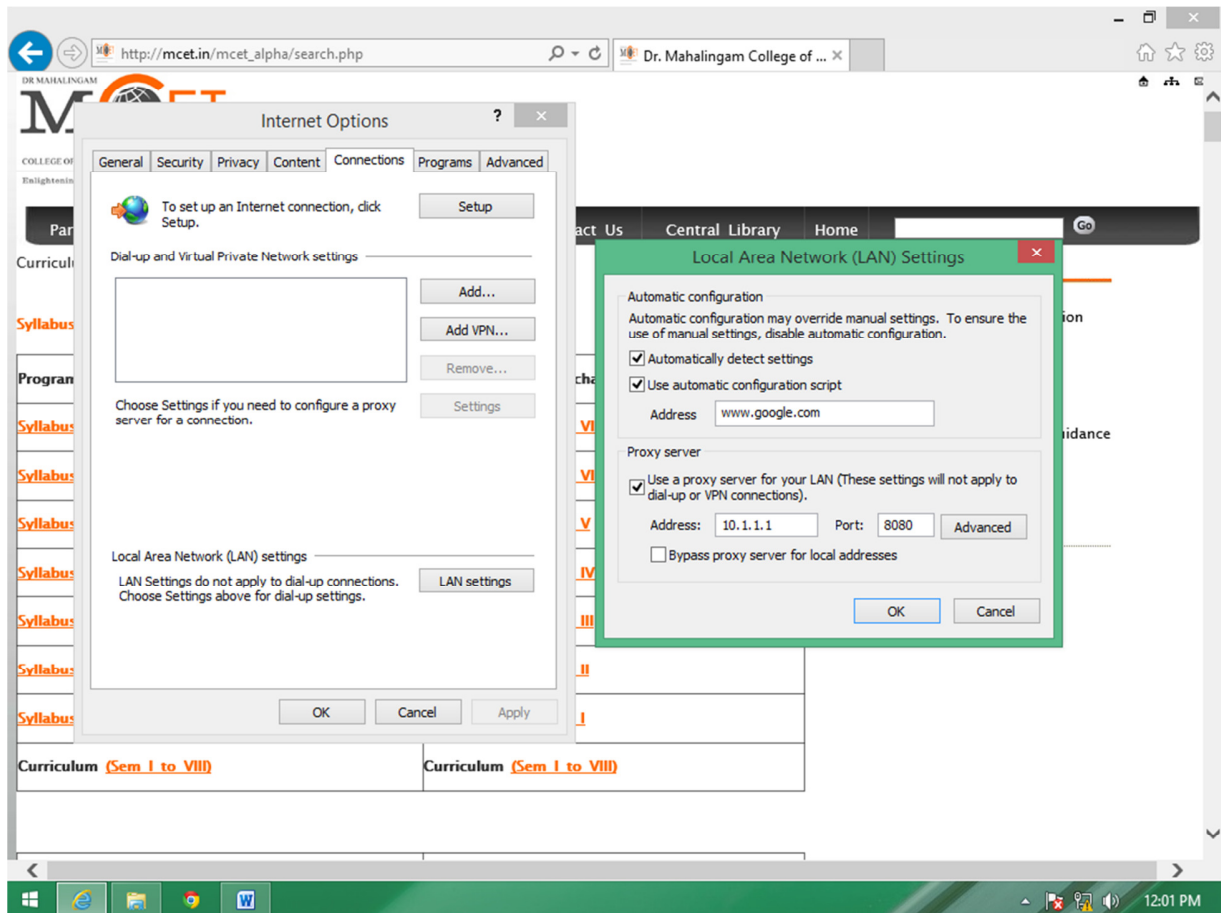 http://mcet.in/mcet_alpha/search.php
Dr. Mahalingam College of ...
DR MAHALINGAM
M
ET
COLLEGE OF
Internet Options
?
General Security Privacy Content Connections Programs Advanced
To set up an Internet connection, click
Setup.
Setup
Dial-up and Virtual Private Network settings
Add...
Add VPN...
Remove...
Choose Settings if you need to configure a proxy
server for a connection.
Settings
Local Area Network (LAN) settings
LAN Settings do not apply to dial-up connections.
Choose Settings above for dial-up settings.
LAN settings
OK Cancel Apply
Us Central Library Home
Go
Local Area Network (LAN) Settings
Automatic configuration
Automatic configuration may override manual settings. To ensure the
use of manual settings, disable automatic configuration.
Automatically detect settings
Use automatic configuration script
Address www.google.com
Proxy server
Use a proxy server for your LAN (These settings will not apply to
dial-up or VPN connections).
Address: 10.1.1.1 Port: 8080 Advanced
Bypass proxy server for local addresses
OK Cancel
Syllabus
Syllabus
Syllabus
Syllabus V
Syllabus IV
Syllabus III
Syllabus II
Syllabus I
Curriculum (Sem I to VIII) Curriculum (Sem I to VIII)
12:01 PM